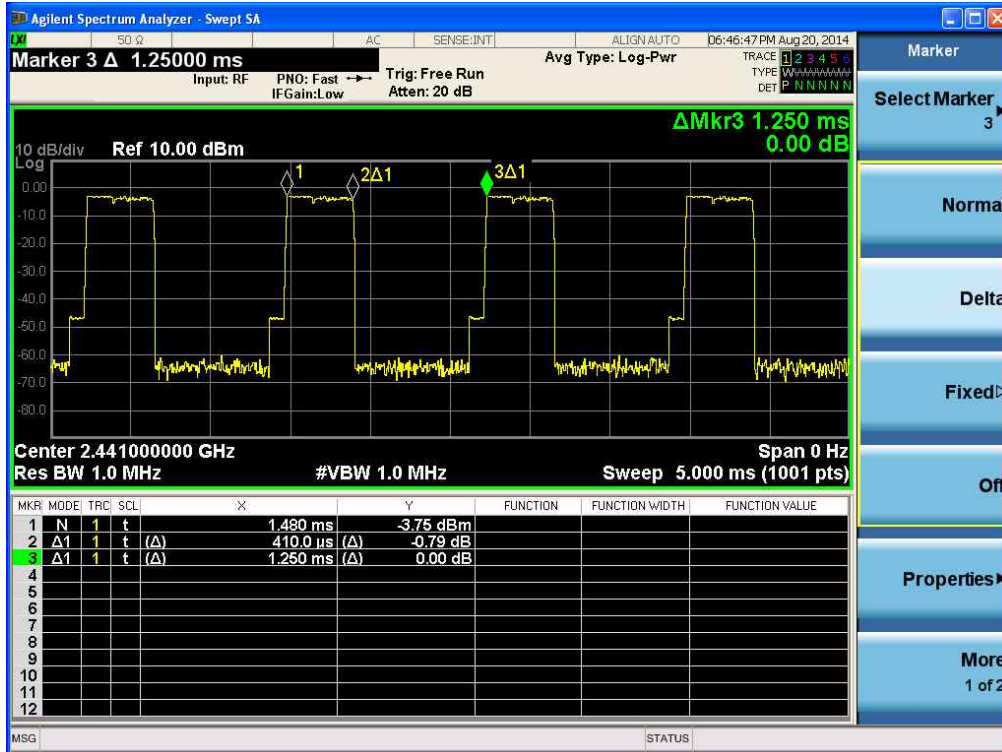 Agilent Spectrum Analyzer - Swept SA
LXI 50 Ω AC SENSE:INT ALIGN AUTO 06:46:47 PM Aug 20, 2014
Marker 3 Δ 1.25000 ms
Input: RF
PNO: Fast
IFGain:Low
Trig: Free Run
Atten: 20 dB
Avg Type: Log-Pwr
TRACE 1 2 3 4 5 6
TYPE
DET P N N N N N
ΔMkr3 1.250 ms
0.00 dB
10 dB/div Ref 10.00 dBm
Log
1 2Δ1 3Δ1
0.00
-10.0
-20.0
-30.0
-40.0
-50.0
-60.0
-70.0
-80.0
Center 2.441000000 GHz Span 0 Hz
Res BW 1.0 MHz #VBW 1.0 MHz Sweep 5.000 ms (1001 pts)
MKR MODE TRC SCL X Y FUNCTION FUNCTION WIDTH FUNCTION VALUE
1 N 1 t 1.480 ms -3.75 dBm
2 Δ1 1 t (Δ) 410.0 µs (Δ) -0.79 dB
3 Δ1 1 t (Δ) 1.250 ms (Δ) 0.00 dB
4
5
6
7
8
9
10
11
12
MSG STATUS
Marker
Select Marker
3
Norma
Delta
Fixed
Off
Properties
More
1 of 2